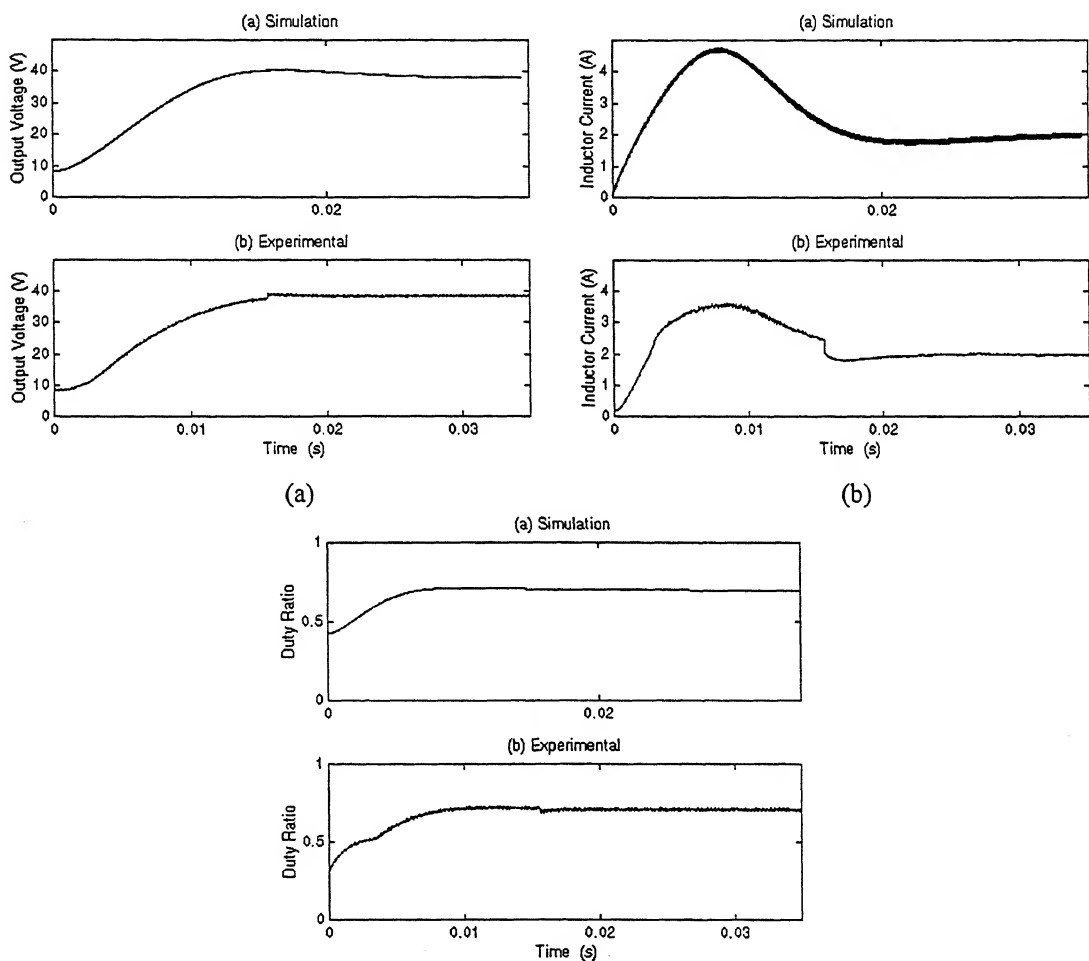 (a) Simulation
Output Voltage (V)
40
30
20
10
0
0
0.02
(b) Experimental
Output Voltage (V)
40
30
20
10
0
0
0.01
0.02
0.03
Time (s)
(a)
(a) Simulation
Inductor Current (A)
4
3
2
1
0
0
0.02
(b) Experimental
Inductor Current (A)
4
3
2
1
0
0
0.01
0.02
0.03
Time (s)
(b)
(a) Simulation
Duty Ratio
1
0.5
0
0
0.02
(b) Experimental
Duty Ratio
1
0.5
0
0
0.01
0.02
0.03
Time (s)